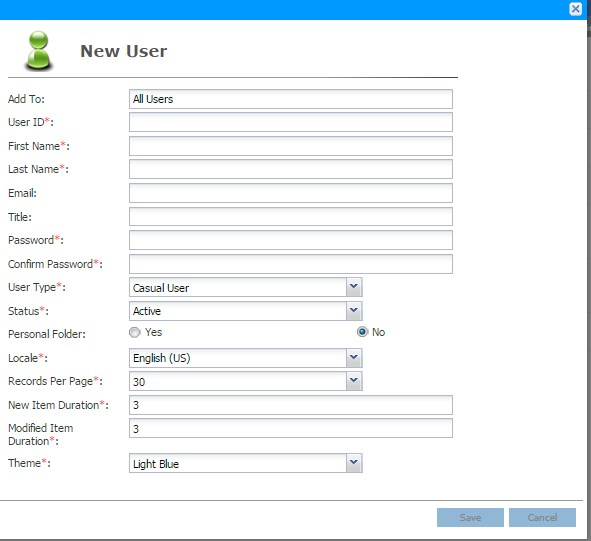 New User
Add To: All Users
User ID*:
First Name*:
Last Name*:
Email:
Title:
Password*:
Confirm Password*:
User Type*: Casual User
Status*: Active
Personal Folder: Yes No
Locale*: English (US)
Records Per Page*: 30
New Item Duration*: 3
Modified Item
Duration*: 3
Theme*: Light Blue
Save Cancel